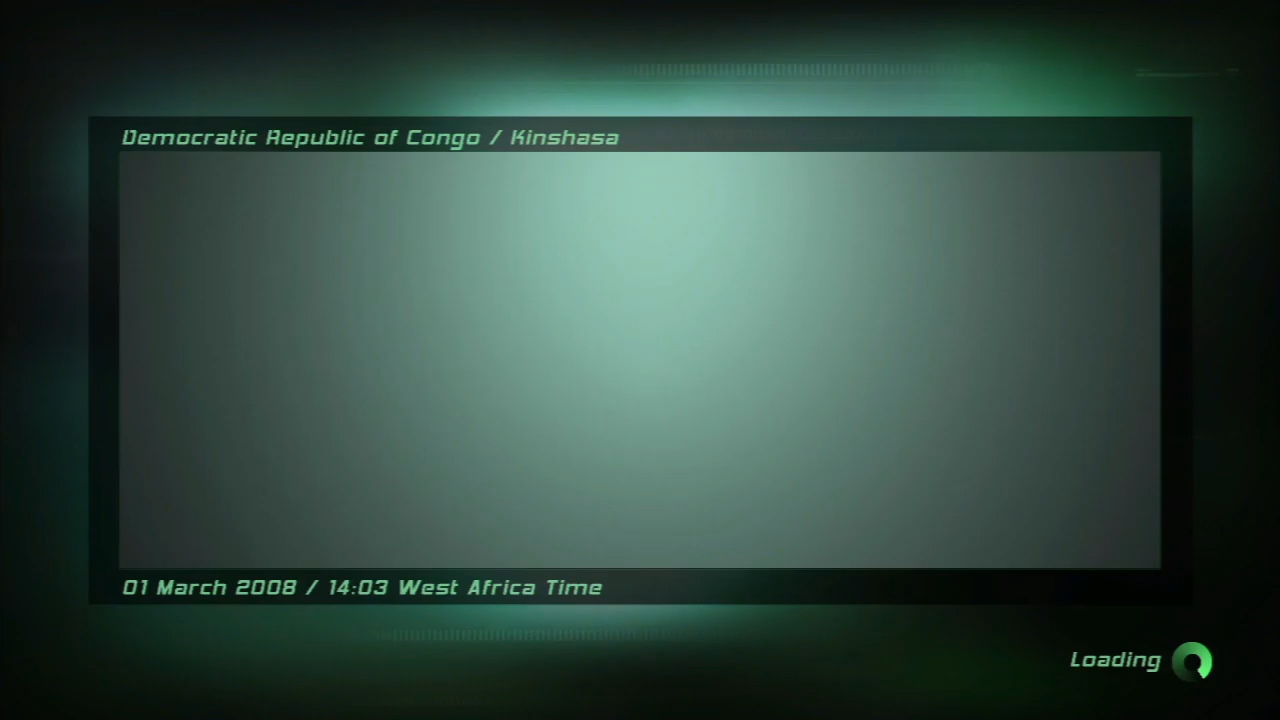 Democratic Republic of Congo / Kinshasa
01 March 2008 / 14:03 West Africa Time
Loading